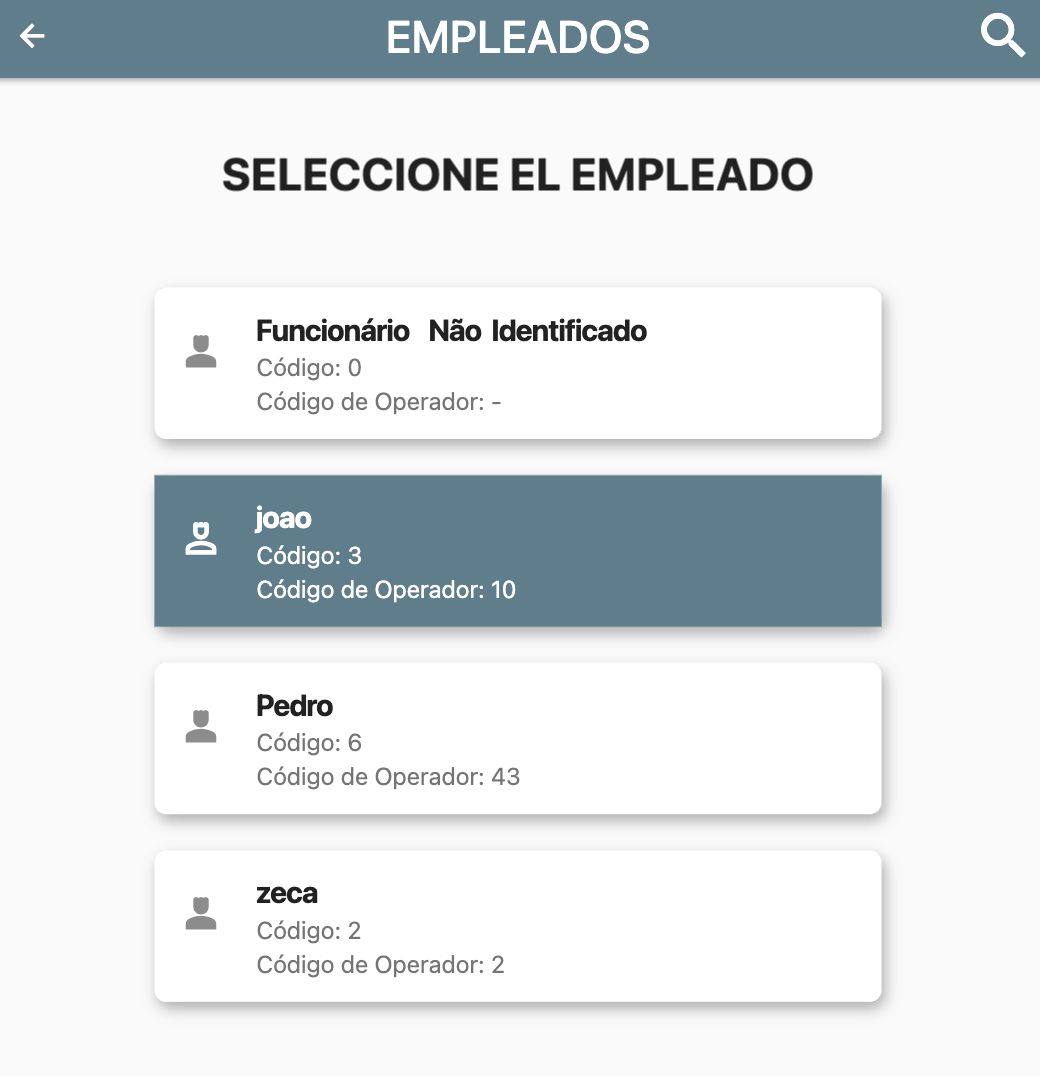 EMPLEADOS
SELECCIONE EL EMPLEADO
Funcionário Não Identificado
Código: 0
Código de Operador: -
joao
Código: 3
Código de Operador: 10
Pedro
Código: 6
Código de Operador: 43
zeca
Código: 2
Código de Operador: 2